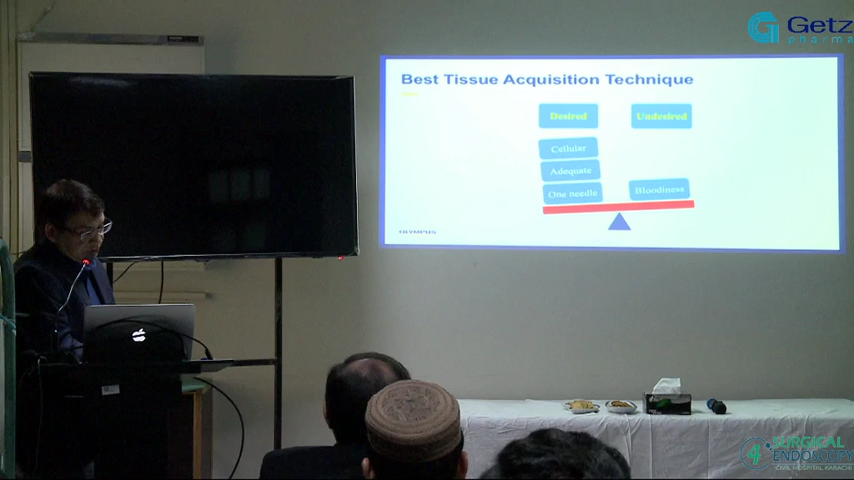 Getz
pharma
Best Tissue Acquisition Technique
Desired
Undesired
Cellular
Adequate
One needle
Bloodiness
OLYMPUS
SURGICAL
ENDOSCOPY
CIVIL HOSPITAL KARACHI